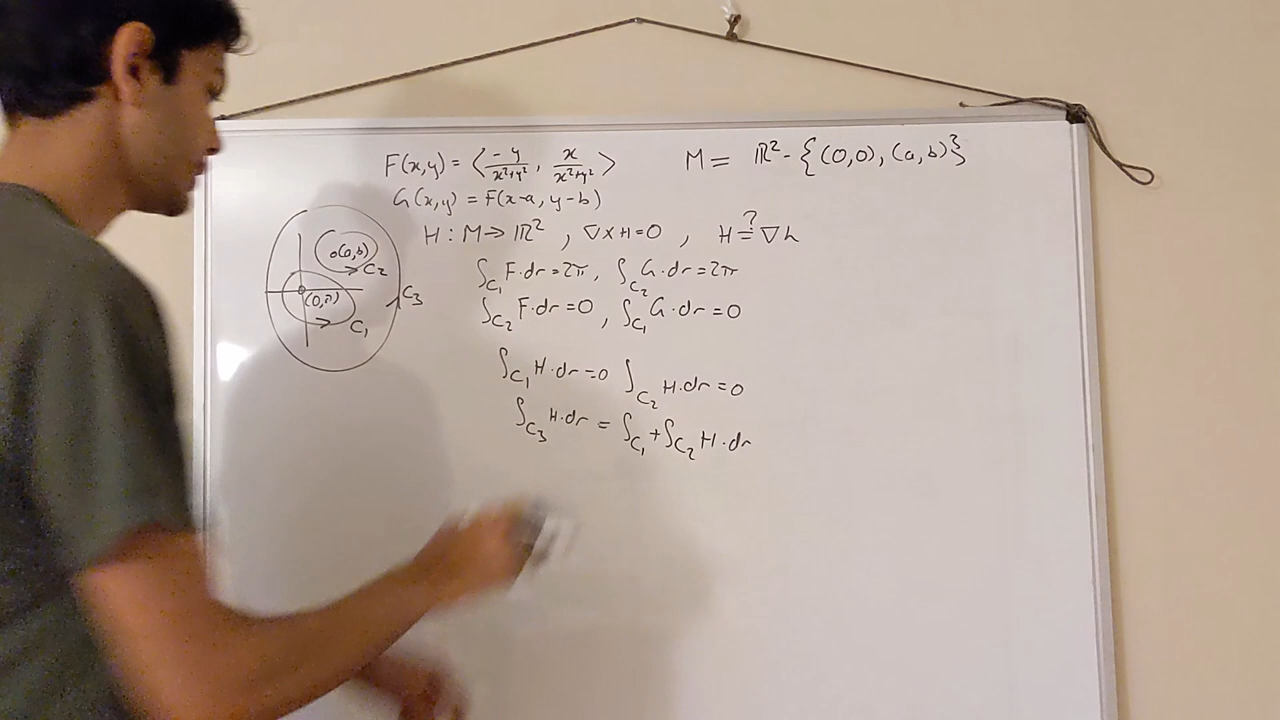 F(x,y) = ⟨ -y/(x²+y²) , x/(x²+y²) ⟩ M = ℝ² - {(0,0), (a,b)}
G(x,y) = F(x-a, y-b)
H : M → ℝ² , ∇×H=0 , H ?= ∇h
∫_C₁ F·dr = 2π , ∫_C₂ G·dr = 2π
∫_C₂ F·dr = 0 , ∫_C₁ G·dr = 0
∫_C₁ H·dr = 0 ∫_C₂ H·dr = 0
∫_C₃ H·dr = ∫_C₁ + ∫_C₂ H·dr
(a,b)
C₂
(0,0)
C₃
C₁